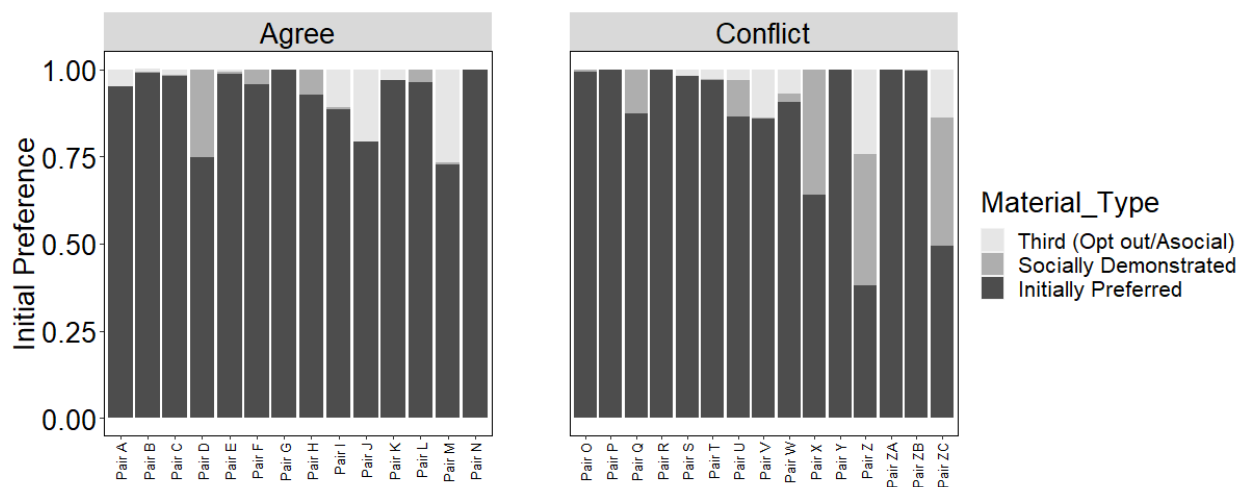 Agree
Conflict
Initial Preference
1.00
0.75
0.50
0.25
0.00
Pair A
Pair B
Pair C
Pair D
Pair E
Pair F
Pair G
Pair H
Pair I
Pair J
Pair K
Pair L
Pair M
Pair N
Pair O
Pair P
Pair Q
Pair R
Pair S
Pair T
Pair U
Pair V
Pair W
Pair X
Pair Y
Pair Z
Pair ZA
Pair ZB
Pair ZC
Material_Type
Third (Opt out/Asocial)
Socially Demonstrated
Initially Preferred